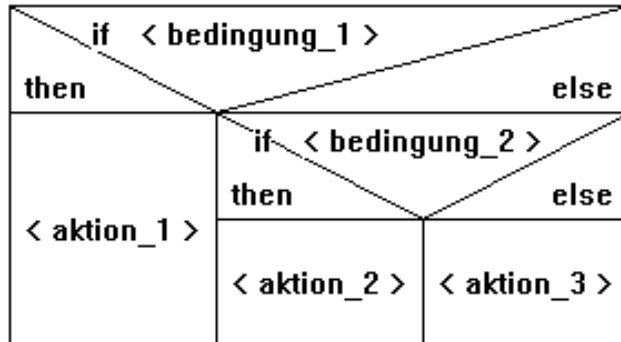 if < bedingung_1 >
then else
if < bedingung_2 >
then else
< aktion_1 >
< aktion_2 > < aktion_3 >